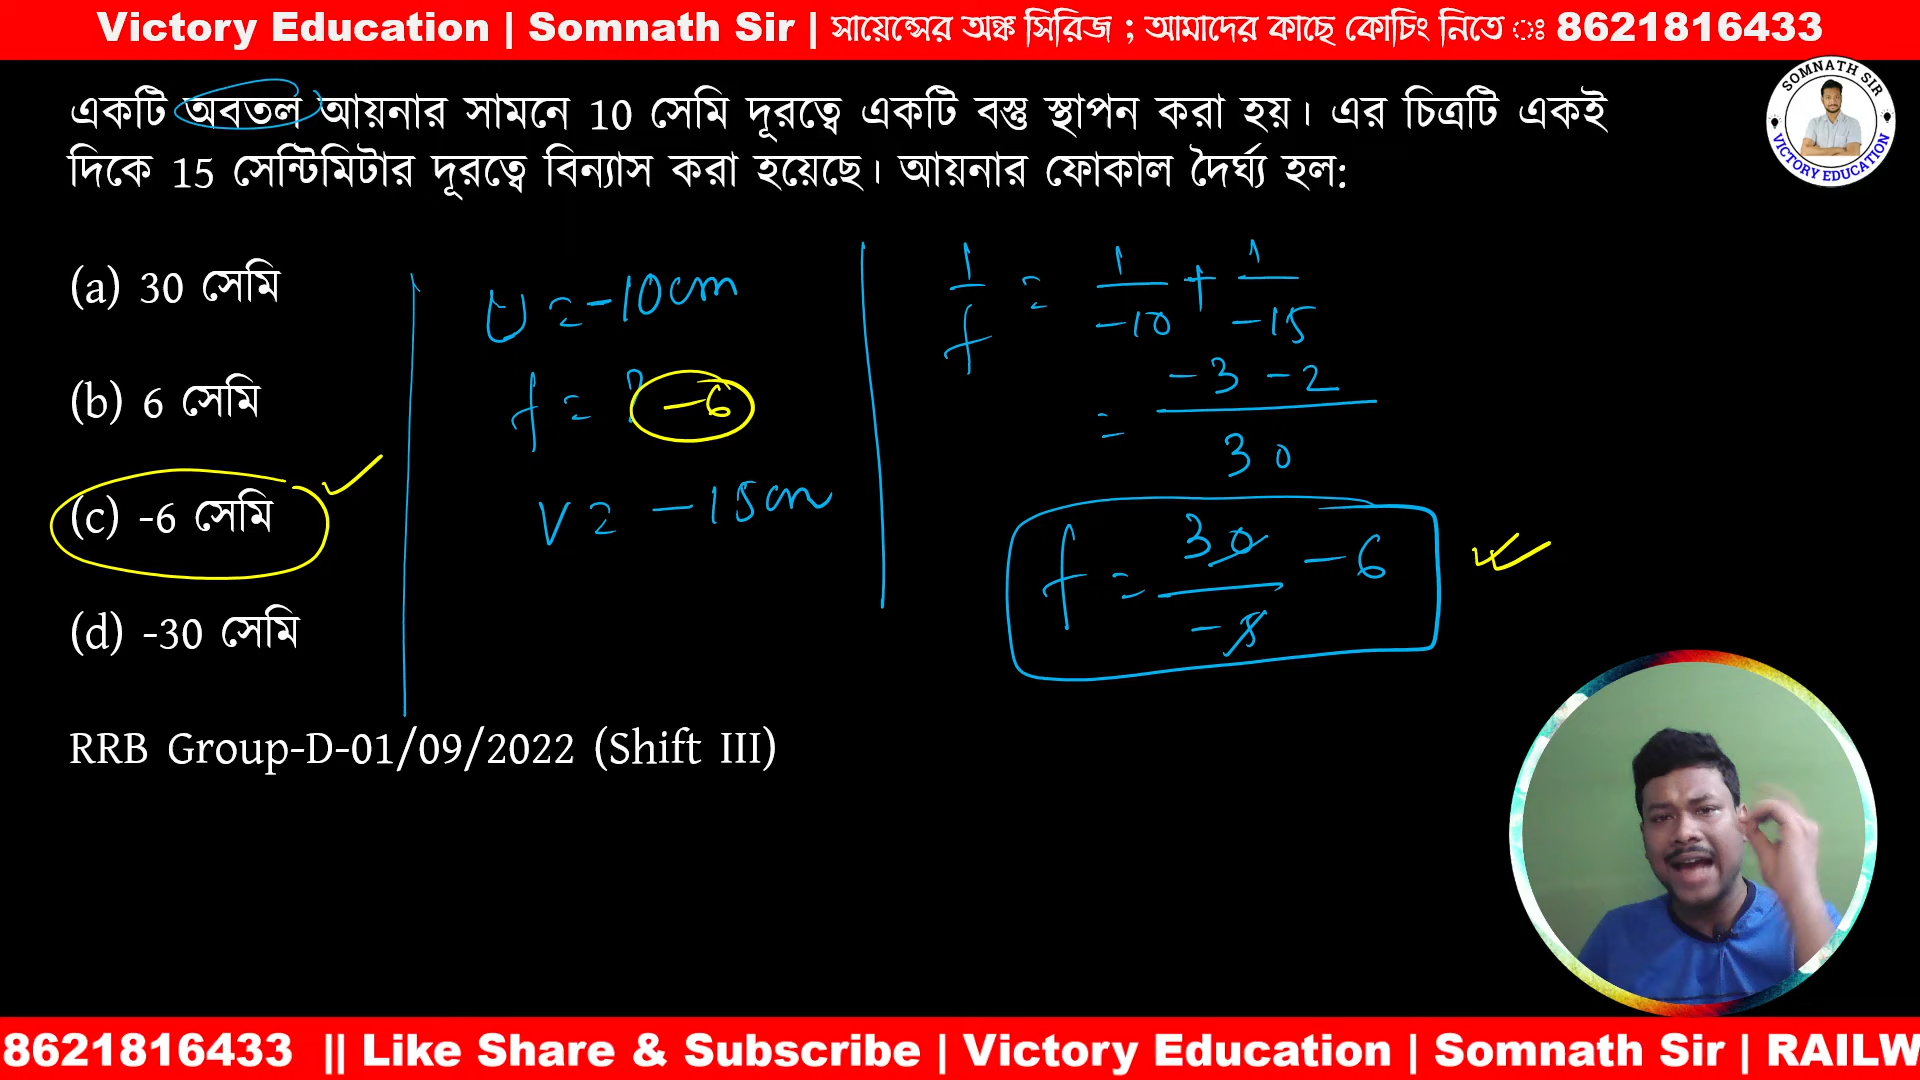 Victory Education | Somnath Sir | সায়েন্সের অঙ্ক সিরিজ ; আমাদের কাছে কোচিং নিতে ঃ 8621816433
SOMNATH SIR
VICTORY EDUCATION
একটি অবতল আয়নার সামনে 10 সেমি দূরত্বে একটি বস্তু স্থাপন করা হয়। এর চিত্রটি একই
দিকে 15 সেন্টিমিটার দূরত্বে বিন্যাস করা হয়েছে। আয়নার ফোকাল দৈর্ঘ্য হল:
(a) 30 সেমি
(b) 6 সেমি
(c) -6 সেমি
(d) -30 সেমি
RRB Group-D-01/09/2022 (Shift III)
U = -10cm
f = ? -6
V = -15cm
1/f = 1/-10 + 1/-15
= -3 -2 / 30
f = 30/-5 -6
8621816433 || Like Share & Subscribe | Victory Education | Somnath Sir | RAILW